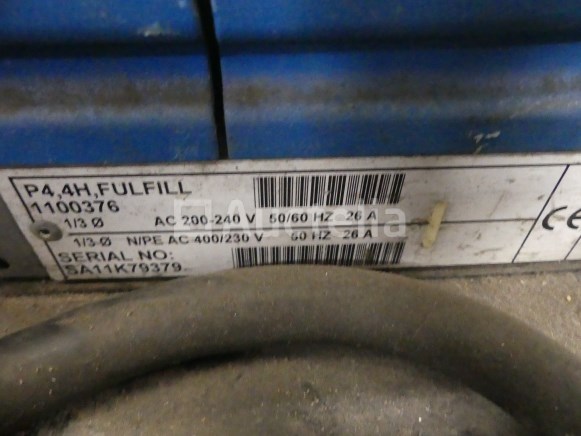 P4,4H,FULFILL
1100376
1/3 Ø AC 200-240 V 50/60 HZ 26 A
1/3 Ø N/PE AC 400/230 V 50 HZ 26 A
SERIAL NO:
SA11K79379
CE